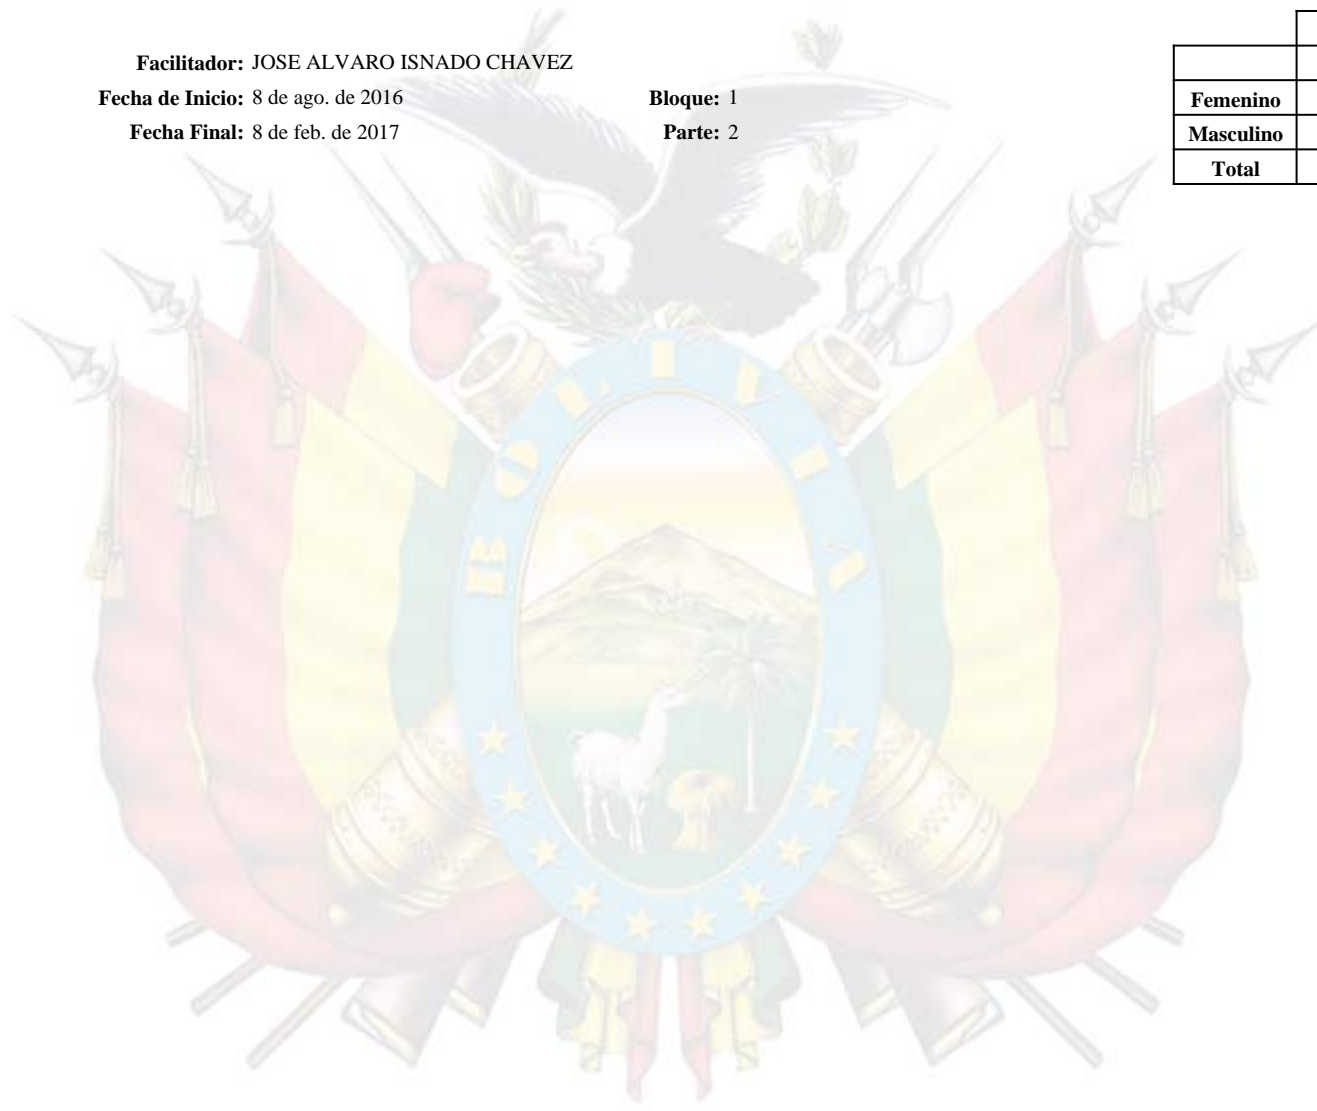 Facilitador: JOSE ALVARO ISNADO CHAVEZ
Fecha de Inicio: 8 de ago. de 2016 Bloque: 1
Fecha Final: 8 de feb. de 2017 Parte: 2
Femenino
Masculino
Total
BOLIVIA